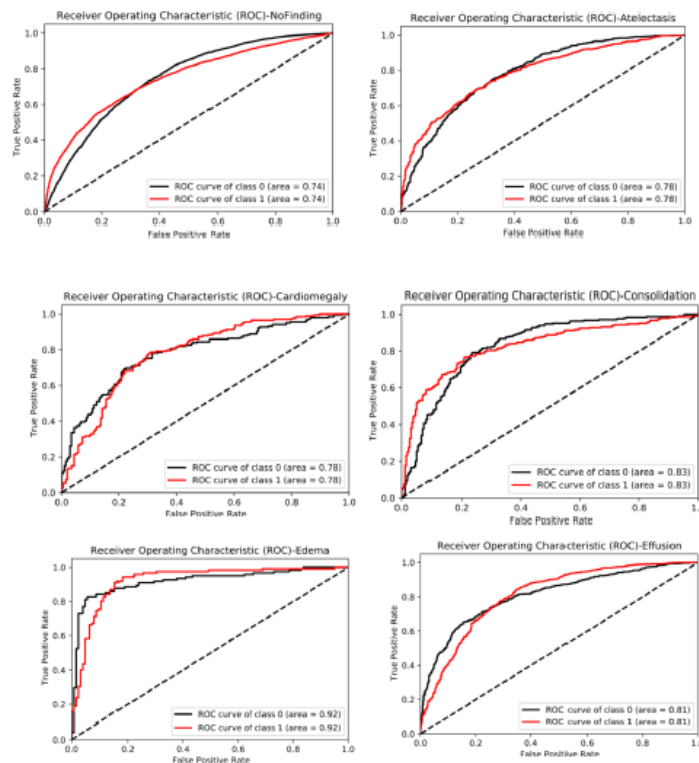 Receiver Operating Characteristic (ROC)-NoFinding
True Positive Rate
1.0
0.8
0.6
0.4
0.2
0.0
ROC curve of class 0 (area = 0.74)
ROC curve of class 1 (area = 0.74)
0.0 0.2 0.4 0.6 0.8 1.0
False Positive Rate
Receiver Operating Characteristic (ROC)-Atelectasis
True Positive Rate
1.0
0.8
0.6
0.4
0.2
0.0
ROC curve of class 0 (area = 0.78)
ROC curve of class 1 (area = 0.78)
0.0 0.2 0.4 0.6 0.8 1.0
False Positive Rate
Receiver Operating Characteristic (ROC)-Cardiomegaly
True Positive Rate
1.0
0.8
0.6
0.4
0.2
0.0
ROC curve of class 0 (area = 0.78)
ROC curve of class 1 (area = 0.78)
0.0 0.2 0.4 0.6 0.8 1.0
False Positive Rate
Receiver Operating Characteristic (ROC)-Consolidation
True Positive Rate
1.0
0.8
0.6
0.4
0.2
0.0
ROC curve of class 0 (area = 0.83)
ROC curve of class 1 (area = 0.83)
0.0 0.2 0.4 0.6 0.8 1.0
False Positive Rate
Receiver Operating Characteristic (ROC)-Edema
True Positive Rate
1.0
0.8
0.6
0.4
0.2
0.0
ROC curve of class 0 (area = 0.92)
ROC curve of class 1 (area = 0.92)
0.0 0.2 0.4 0.6 0.8 1.0
False Positive Rate
Receiver Operating Characteristic (ROC)-Effusion
True Positive Rate
1.0
0.8
0.6
0.4
0.2
0.0
ROC curve of class 0 (area = 0.81)
ROC curve of class 1 (area = 0.81)
0.0 0.2 0.4 0.6 0.8 1.0
False Positive Rate